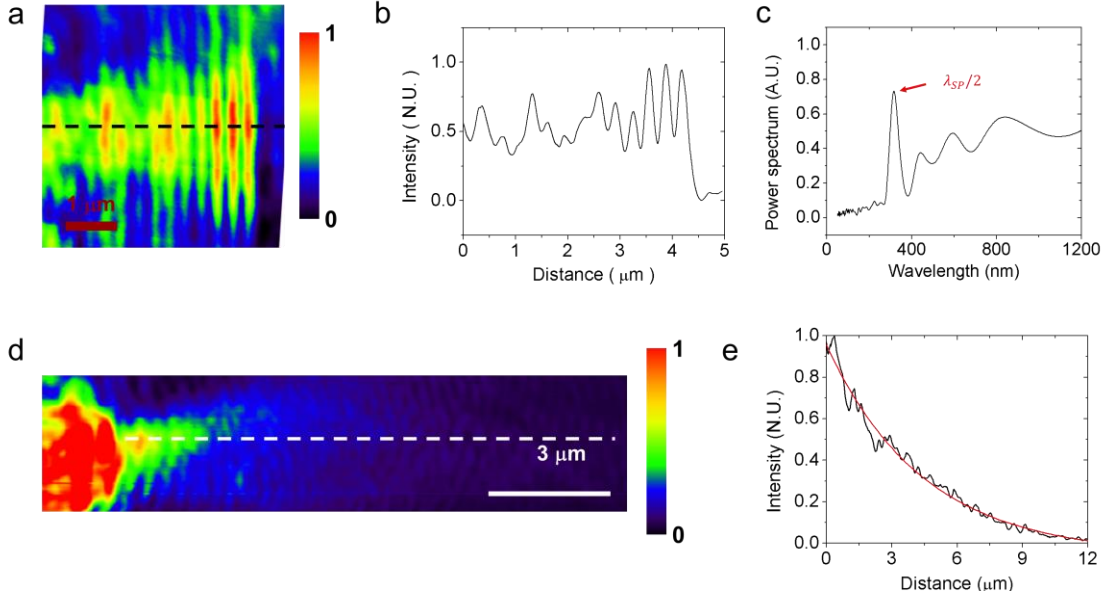 a
1
0
1 μm
b
Intensity ( N.U. )
1.0
0.5
0.0
0 1 2 3 4 5
Distance ( μm )
c
Power spectrum (A.U.)
1.0
0.8
0.6
0.4
0.2
0.0
λSP/2
0 400 800 1200
Wavelength (nm)
d
3 μm
1
0
e
Intensity (N.U.)
1.0
0.8
0.6
0.4
0.2
0.0
0 3 6 9 12
Distance (μm)